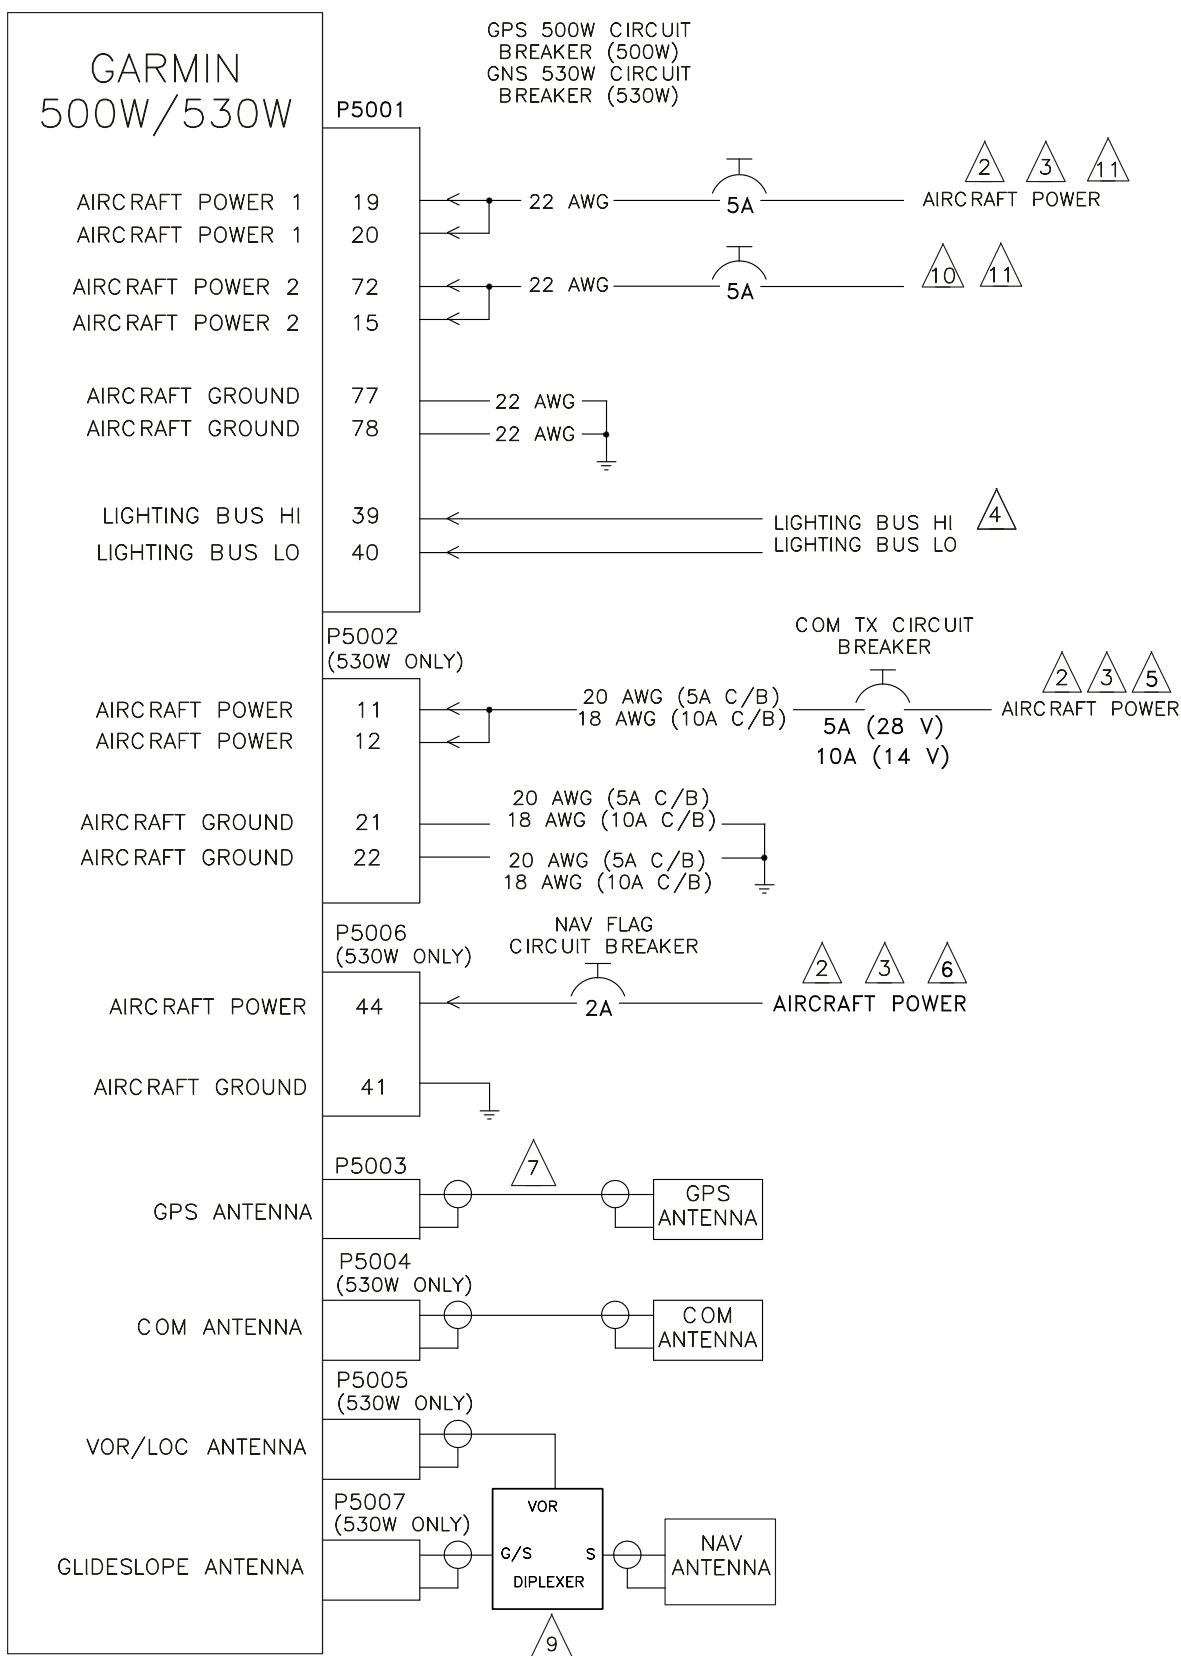 GPS 500W CIRCUIT
BREAKER (500W)
GNS 530W CIRCUIT
BREAKER (530W)
GARMIN
500W/530W
P5001
2 3 11
AIRCRAFT POWER 1 19 22 AWG 5A AIRCRAFT POWER
AIRCRAFT POWER 1 20
AIRCRAFT POWER 2 72 22 AWG 5A 10 11
AIRCRAFT POWER 2 15
AIRCRAFT GROUND 77 22 AWG
AIRCRAFT GROUND 78 22 AWG
LIGHTING BUS HI 39 LIGHTING BUS HI 4
LIGHTING BUS LO 40 LIGHTING BUS LO
P5002
(530W ONLY)
COM TX CIRCUIT
BREAKER
2 3 5
AIRCRAFT POWER 11 20 AWG (5A C/B)
18 AWG (10A C/B) AIRCRAFT POWER
5A (28 V)
10A (14 V)
AIRCRAFT POWER 12
20 AWG (5A C/B)
AIRCRAFT GROUND 21 18 AWG (10A C/B)
AIRCRAFT GROUND 22 20 AWG (5A C/B)
18 AWG (10A C/B)
P5006
(530W ONLY)
NAV FLAG
CIRCUIT BREAKER
2 3 6
AIRCRAFT POWER 44 2A AIRCRAFT POWER
AIRCRAFT GROUND 41
P5003
7
GPS ANTENNA
GPS
ANTENNA
P5004
(530W ONLY)
COM ANTENNA
COM
ANTENNA
P5005
(530W ONLY)
VOR/LOC ANTENNA
P5007
(530W ONLY)
GLIDESLOPE ANTENNA
VOR
G/S S
DIPLEXER
NAV
ANTENNA
9